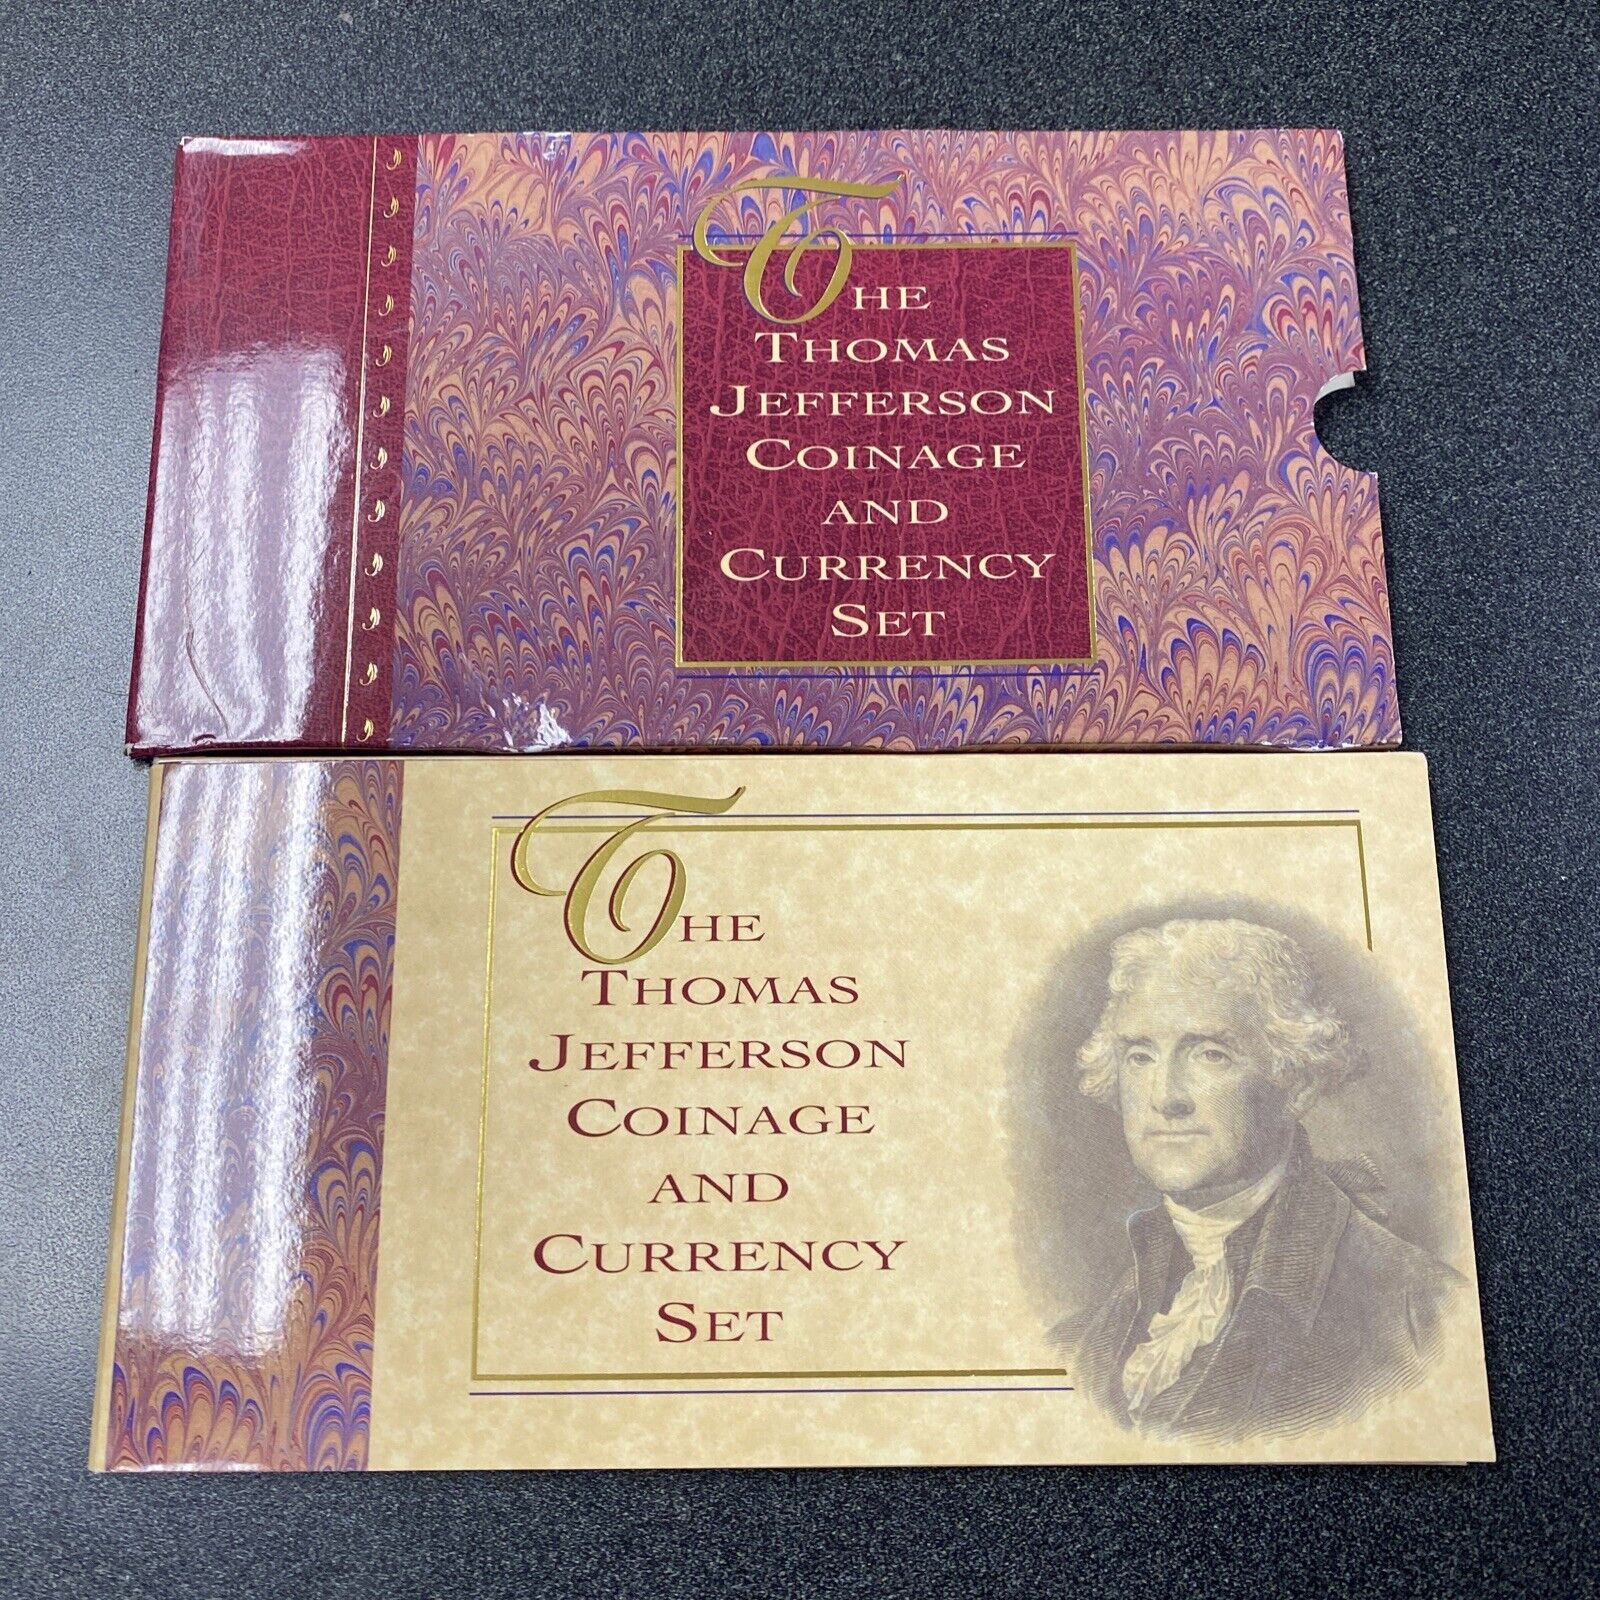 The
Thomas
Jefferson
Coinage
and
Currency
Set
The
Thomas
Jefferson
Coinage
and
Currency
Set